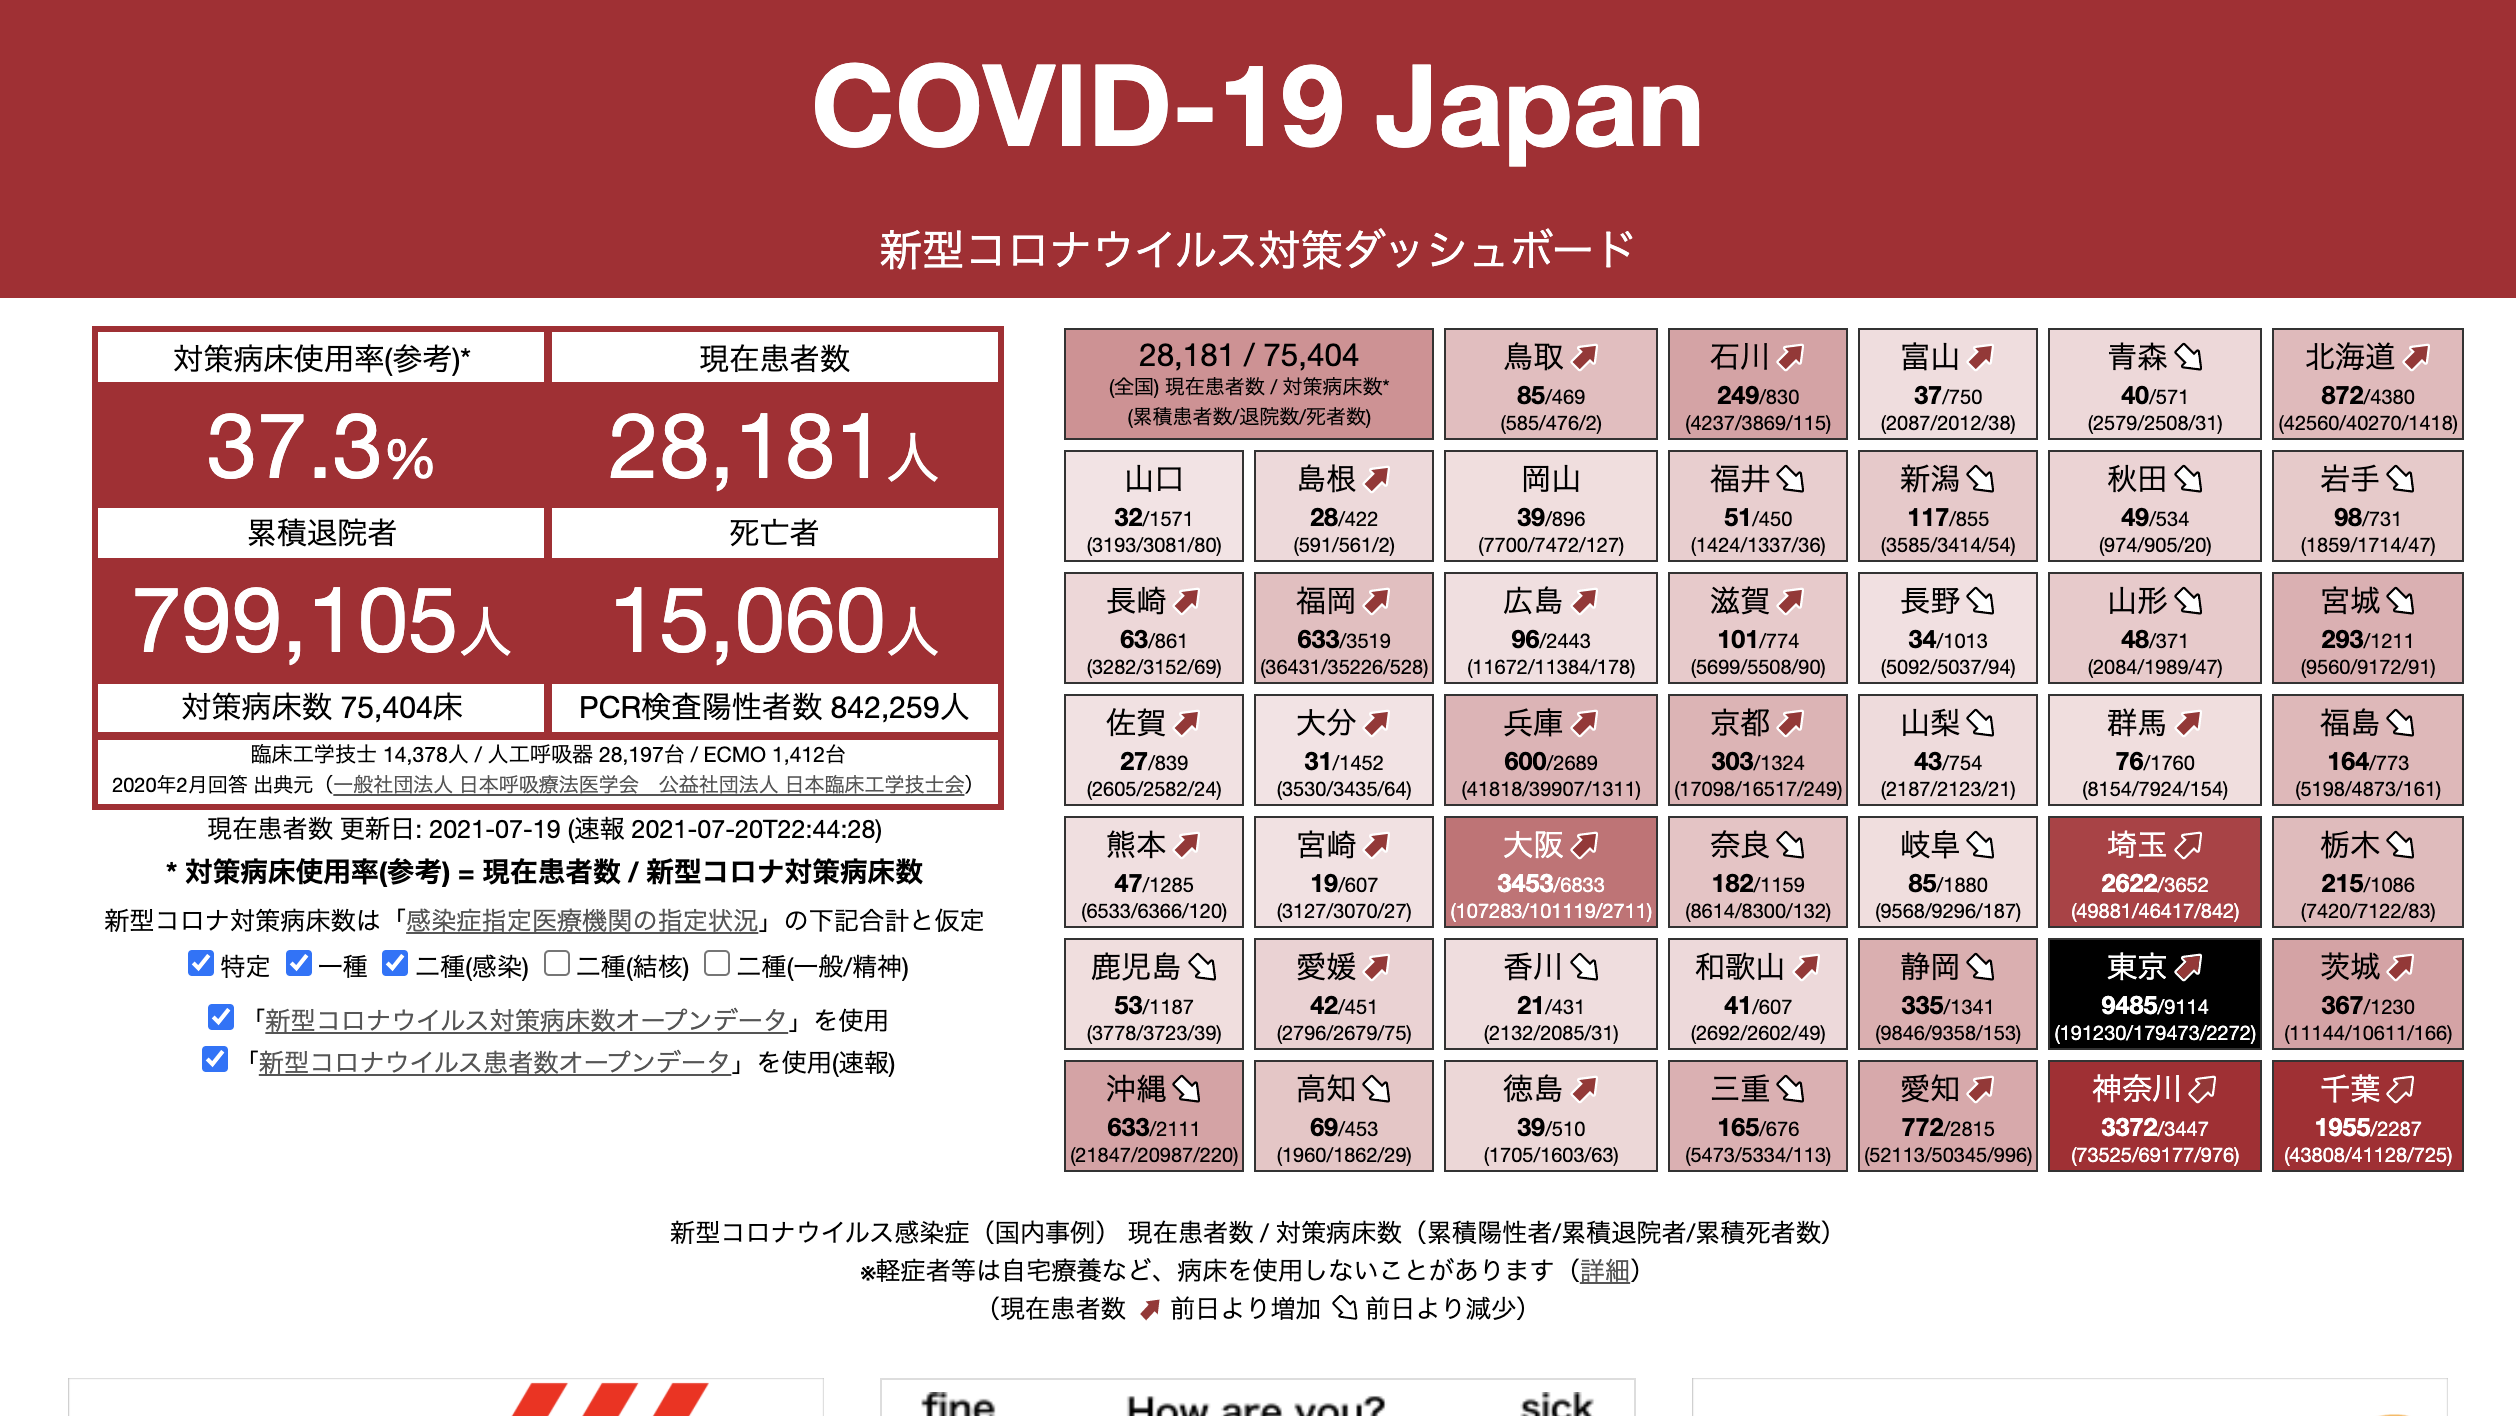 COVID-19 Japan
新型コロナウイルス対策ダッシュボード
対策病床使用率(参考)*
37.3%
現在患者数
28,181人
累積退院者
799,105人
死亡者
15,060人
対策病床数 75,404床
PCR検査陽性者数 842,259人
臨床工学技士 14,378人 / 人工呼吸器 28,197台 / ECMO 1,412台
2020年2月回答 出典元（一般社団法人 日本呼吸療法医学会　公益社団法人 日本臨床工学技士会）
現在患者数 更新日: 2021-07-19 (速報 2021-07-20T22:44:28)
* 対策病床使用率(参考) = 現在患者数 / 新型コロナ対策病床数
新型コロナ対策病床数は「感染症指定医療機関の指定状況」の下記合計と仮定
特定 一種 二種(感染) 二種(結核) 二種(一般/精神)
「新型コロナウイルス対策病床数オープンデータ」を使用
「新型コロナウイルス患者数オープンデータ」を使用(速報)
28,181 / 75,404
(全国) 現在患者数 / 対策病床数*
(累積患者数/退院数/死者数)
鳥取
85/469
(585/476/2)
石川
249/830
(4237/3869/115)
富山
37/750
(2087/2012/38)
青森
40/571
(2579/2508/31)
北海道
872/4380
(42560/40270/1418)
山口
32/1571
(3193/3081/80)
島根
28/422
(591/561/2)
岡山
39/896
(7700/7472/127)
福井
51/450
(1424/1337/36)
新潟
117/855
(3585/3414/54)
秋田
49/534
(974/905/20)
岩手
98/731
(1859/1714/47)
長崎
63/861
(3282/3152/69)
福岡
633/3519
(36431/35226/528)
広島
96/2443
(11672/11384/178)
滋賀
101/774
(5699/5508/90)
長野
34/1013
(5092/5037/94)
山形
48/371
(2084/1989/47)
宮城
293/1211
(9560/9172/91)
佐賀
27/839
(2605/2582/24)
大分
31/1452
(3530/3435/64)
兵庫
600/2689
(41818/39907/1311)
京都
303/1324
(17098/16517/249)
山梨
43/754
(2187/2123/21)
群馬
76/1760
(8154/7924/154)
福島
164/773
(5198/4873/161)
熊本
47/1285
(6533/6366/120)
宮崎
19/607
(3127/3070/27)
大阪
3453/6833
(107283/101119/2711)
奈良
182/1159
(8614/8300/132)
岐阜
85/1880
(9568/9296/187)
埼玉
2622/3652
(49881/46417/842)
栃木
215/1086
(7420/7122/83)
鹿児島
53/1187
(3778/3723/39)
愛媛
42/451
(2796/2679/75)
香川
21/431
(2132/2085/31)
和歌山
41/607
(2692/2602/49)
静岡
335/1341
(9846/9358/153)
東京
9485/9114
(191230/179473/2272)
茨城
367/1230
(11144/10611/166)
沖縄
633/2111
(21847/20987/220)
高知
69/453
(1960/1862/29)
徳島
39/510
(1705/1603/63)
三重
165/676
(5473/5334/113)
愛知
772/2815
(52113/50345/996)
神奈川
3372/3447
(73525/69177/976)
千葉
1955/2287
(43808/41128/725)
新型コロナウイルス感染症（国内事例） 現在患者数 / 対策病床数（累積陽性者/累積退院者/累積死者数）
※軽症者等は自宅療養など、病床を使用しないことがあります（詳細）
（現在患者数 前日より増加 前日より減少）
fine How are you? sick